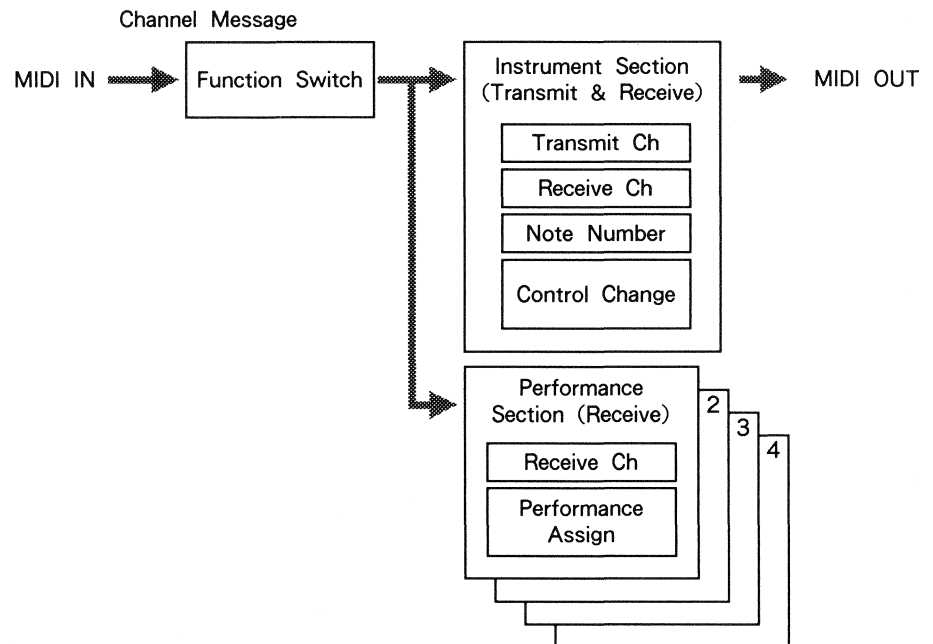 Channel Message
MIDI IN
Function Switch
Instrument Section
(Transmit & Receive)
MIDI OUT
Transmit Ch
Receive Ch
Note Number
Control Change
Performance
Section (Receive)
2
3
4
Receive Ch
Performance
Assign